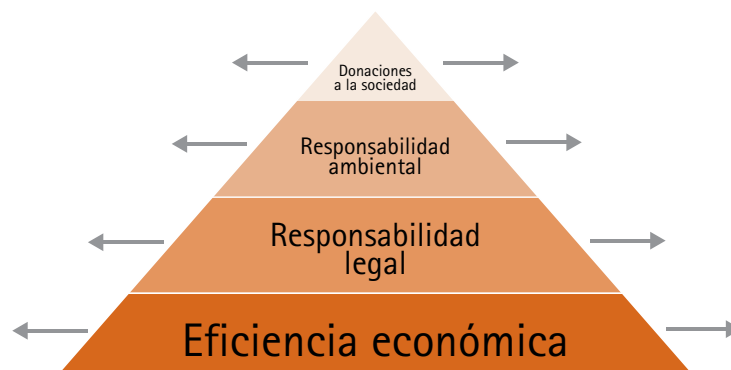 Donaciones
a la sociedad
Responsabilidad
ambiental
Responsabilidad
legal
Eficiencia económica